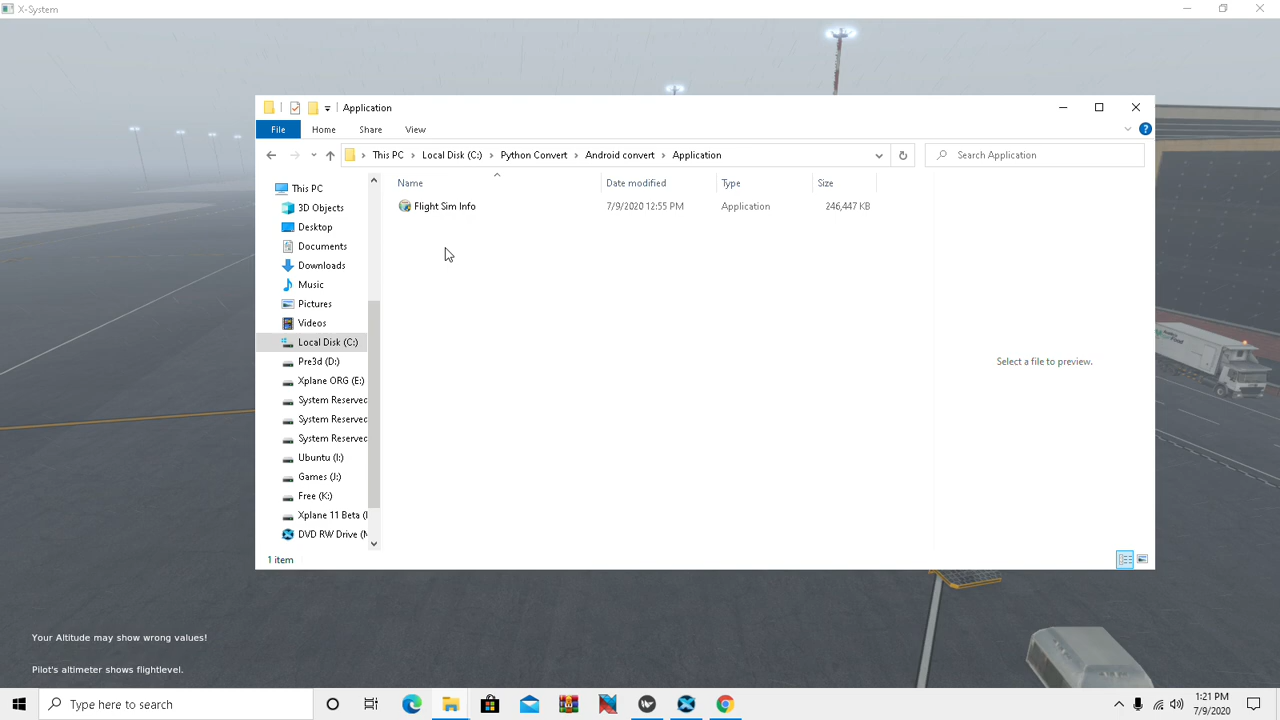 X-System
Application
File Home Share View
This PC Local Disk (C:) Python Convert Android convert Application
Search Application
Name Date modified Type Size
Flight Sim Info 7/9/2020 12:55 PM Application 246,447 KB
This PC
3D Objects
Desktop
Documents
Downloads
Music
Pictures
Videos
Local Disk (C:)
Pre3d (D:)
Xplane ORG (E:)
System Reserved
System Reserved
System Reserved
Ubuntu (I:)
Games (J:)
Free (K:)
Xplane 11 Beta (
DVD RW Drive (
Select a file to preview.
1 item
Your Altitude may show wrong values!
Pilot's altimeter shows flightlevel.
Type here to search
1:21 PM
7/9/2020